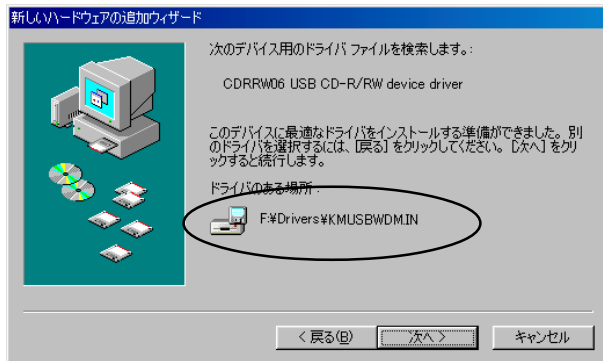 新しいハードウェアの追加ウィザード
次のデバイス用のドライバ ファイルを検索します。:
CDRRW06 USB CD-R/RW device driver
このデバイスに最適なドライバをインストールする準備ができました。別
のドライバを選択するには、[戻る] をクリックしてください。[次へ] をクリ
ックすると続行します。
ドライバのある場所:
F:¥Drivers¥KMUSBWDM.IN
< 戻る(B)
次へ >
キャンセル